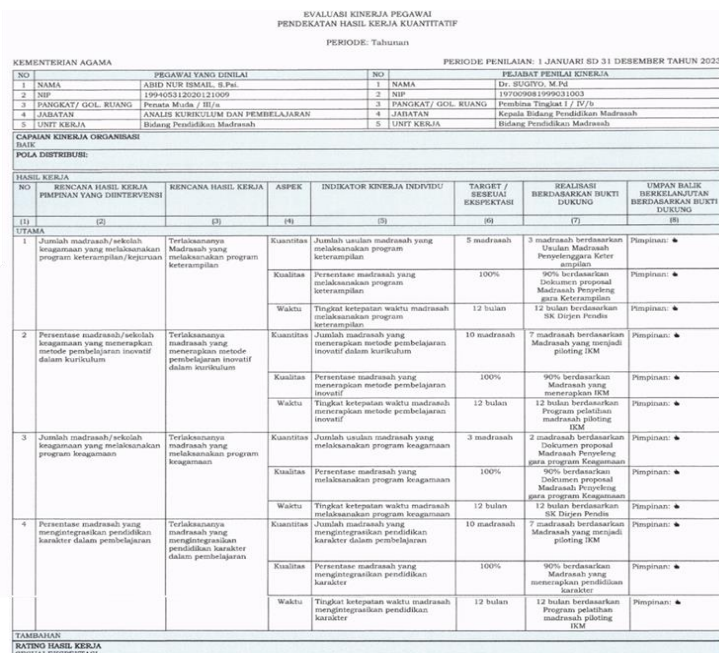 EVALUASI KINERJA PEGAWAI
PENDEKATAN HASIL KERJA KUANTITATIF
PERIODE: Tahunan
KEMENTERIAN AGAMA
PERIODE PENILAIAN: 1 JANUARI SD 31 DESEMBER TAHUN 2023
NO PEGAWAI YANG DINILAI NO PEJABAT PENILAI KINERJA
1 NAMA ABID NUR ISMAIL, S.Psi. 1 NAMA Dr. SUGIYO, M.Pd
2 NIP 199405312020121009 2 NIP 197009081999031003
3 PANGKAT/ GOL. RUANG Penata Muda / III/a 3 PANGKAT/ GOL. RUANG Pembina Tingkat I / IV/b
4 JABATAN ANALIS KURIKULUM DAN PEMBELAJARAN 4 JABATAN Kepala Bidang Pendidikan Madrasah
5 UNIT KERJA Bidang Pendidikan Madrasah 5 UNIT KERJA Bidang Pendidikan Madrasah
CAPAIAN KINERJA ORGANISASI
BAIK
POLA DISTRIBUSI:
HASIL KERJA
NO RENCANA HASIL KERJA RENCANA HASIL KERJA ASPEK INDIKATOR KINERJA INDIVIDU TARGET / REALISASI UMPAN BALIK
PIMPINAN YANG DIINTERVENSI SESEUAI BERDASARKAN BUKTI BERKELANJUTAN
EKSPEKTASI DUKUNG BERDASARKAN BUKTI
DUKUNG
(1) (2) (3) (4) (5) (6) (7) (8)
UTAMA
1 Jumlah madrasah/sekolah Terlaksananya Kuantitas Jumlah usulan madrasah yang 5 madrasah 3 madrasah berdasarkan Pimpinan:
keagamaan yang melaksanakan Madrasah yang melaksanakan program Usulan Madrasah
program keterampilan/kejuruan melaksanakan program keterampilan Penyelenggara Keter
keterampilan ampilan
Kualitas Persentase madrasah yang 100% 90% berdasarkan Pimpinan:
melaksanakan program Dokumen proposal
keterampilan Madrasah Penyeleng
gara Keterampilan
Waktu Tingkat ketepatan waktu madrasah 12 bulan 12 bulan berdasarkan Pimpinan:
melaksanakan program SK Dirjen Pendis
keterampilan
2 Persentase madrasah/sekolah Terlaksananya Kuantitas Jumlah madrasah yang 10 madrasah 7 madrasah berdasarkan Pimpinan:
keagamaan yang menerapkan madrasah yang menerapkan metode pembelajaran Madrasah yang menjadi
metode pembelajaran inovatif menerapkan metode inovatif dalam kurikulum piloting IKM
dalam kurikulum pembelajaran inovatif
dalam kurikulum
Kualitas Persentase madrasah yang 100% 90% berdasarkan Pimpinan:
menerapkan metode pembelajaran Madrasah yang
inovatif menerapkan IKM
Waktu Tingkat ketepatan waktu madrasah 12 bulan 12 bulan berdasarkan Pimpinan:
menerapkan metode pembelajaran Program pelatihan
inovatif madrasah piloting
IKM
3 Jumlah madrasah/sekolah Terlaksananya Kuantitas Jumlah usulan madrasah yang 3 madrasah 2 madrasah berdasarkan Pimpinan:
keagamaan yang melaksanakan madrasah yang melaksanakan program keagamaan Dokumen proposal
program keagamaan melaksanakan program Madrasah Penyeleng
keagamaan gara program Keagamaan
Kualitas Persentase madrasah yang 100% 90% berdasarkan Pimpinan:
melaksanakan program keagamaan Dokumen proposal
Madrasah Penyeleng
gara program Keagamaan
Waktu Tingkat ketepatan waktu madrasah 12 bulan 12 bulan berdasarkan Pimpinan:
melaksanakan program keagamaan SK Dirjen Pendis
4 Persentase madrasah yang Terlaksananya Kuantitas Jumlah madrasah yang 10 madrasah 7 madrasah berdasarkan Pimpinan:
mengintegrasikan pendidikan madrasah yang mengintegrasikan pendidikan Madrasah yang menjadi
karakter dalam pembelajaran mengintegrasikan karakter dalam pembelajaran piloting IKM
pendidikan karakter
dalam pembelajaran
Kualitas Persentase madrasah yang 100% 90% berdasarkan Pimpinan:
mengintegrasikan pendidikan Madrasah yang
karakter menerapkan pendidikan
karakter
Waktu Tingkat ketepatan waktu madrasah 12 bulan 12 bulan berdasarkan Pimpinan:
mengintegrasikan pendidikan Program pelatihan
karakter madrasah piloting
IKM
TAMBAHAN
RATING HASIL KERJA